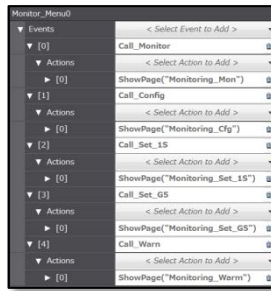 Monitor_Menu0
Events < Select Event to Add >
[0] Call_Monitor
Actions < Select Action to Add >
[0] ShowPage("Monitoring_Mon")
[1] Call_Config
Actions < Select Action to Add >
[0] ShowPage("Monitoring_Cfg")
[2] Call_Set_1S
Actions < Select Action to Add >
[0] ShowPage("Monitoring_Set_1S")
[3] Call_Set_G5
Actions < Select Action to Add >
[0] ShowPage("Monitoring_Set_G5")
[4] Call_Warn
Actions < Select Action to Add >
[0] ShowPage("Monitoring_Warm")